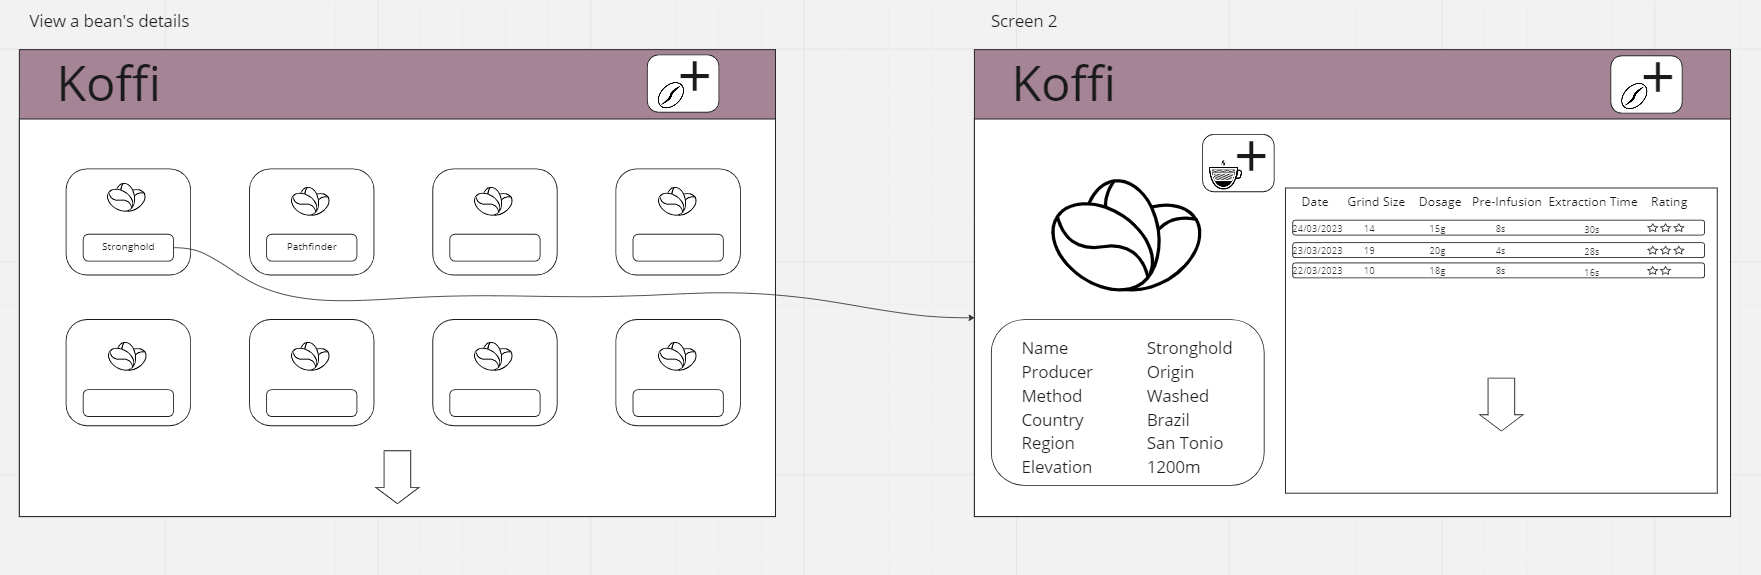 View a bean's details
Koffi
Stronghold
Pathfinder
Screen 2
Koffi
Date Grind Size Dosage Pre-Infusion Extraction Time Rating
24/03/2023 14 15g 8s 30s
23/03/2023 19 20g 4s 28s
22/03/2023 10 18g 8s 16s
Name Stronghold
Producer Origin
Method Washed
Country Brazil
Region San Tonio
Elevation 1200m